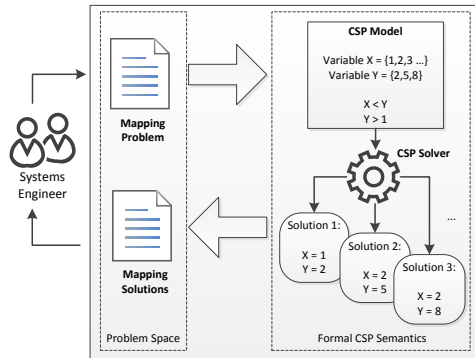 CSP Model
Variable X = {1,2,3 ...}
Variable Y = {2,5,8}
X < Y
Y > 1
Mapping
Problem
CSP Solver
Systems
Engineer
...
Solution 1:
X = 1
Y = 2
Solution 2:
X = 2
Y = 5
Solution 3:
X = 2
Y = 8
Mapping
Solutions
Problem Space
Formal CSP Semantics